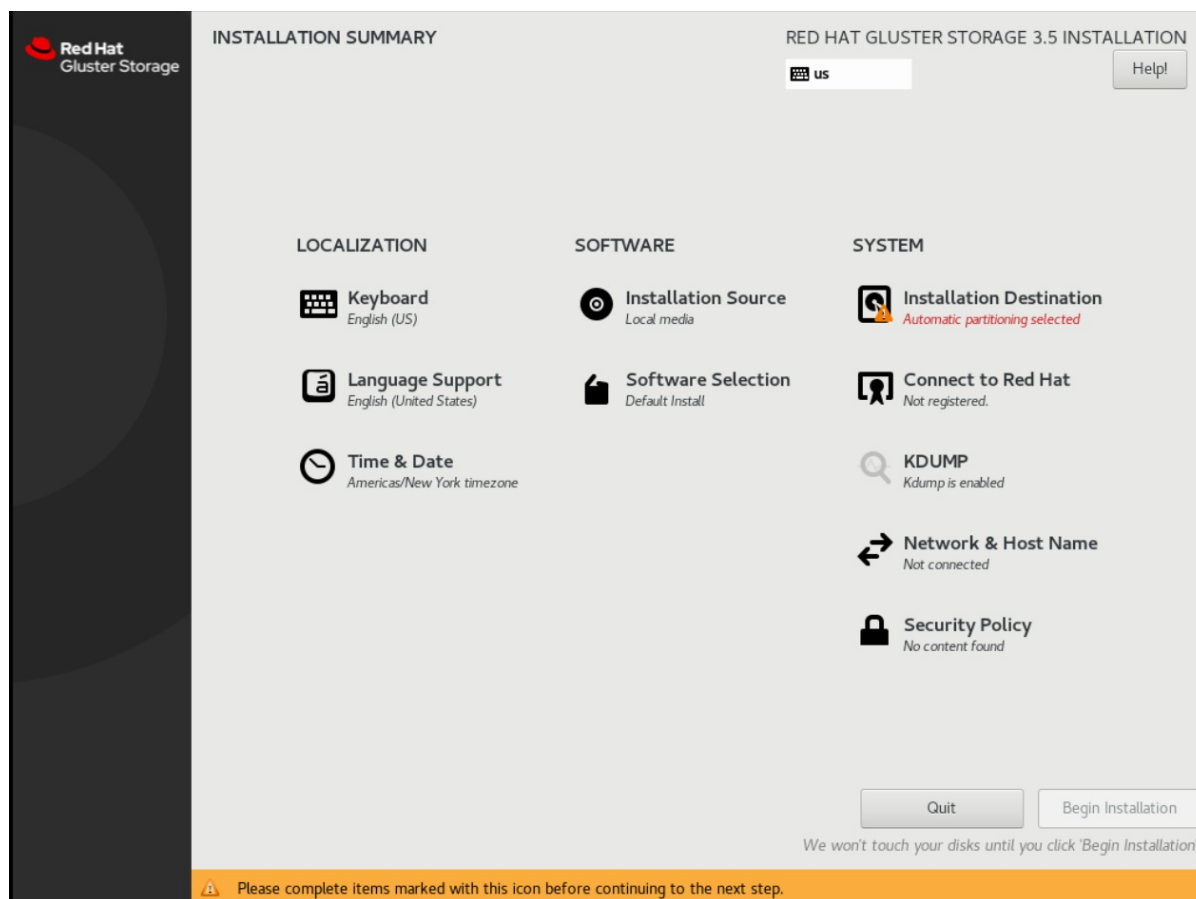 Red Hat
Gluster Storage
INSTALLATION SUMMARY
RED HAT GLUSTER STORAGE 3.5 INSTALLATION
us
Help!
LOCALIZATION
Keyboard
English (US)
Language Support
English (United States)
Time & Date
Americas/New York timezone
SOFTWARE
Installation Source
Local media
Software Selection
Default Install
SYSTEM
Installation Destination
Automatic partitioning selected
Connect to Red Hat
Not registered.
KDUMP
Kdump is enabled
Network & Host Name
Not connected
Security Policy
No content found
Quit
Begin Installation
We won't touch your disks until you click 'Begin Installation'
Please complete items marked with this icon before continuing to the next step.